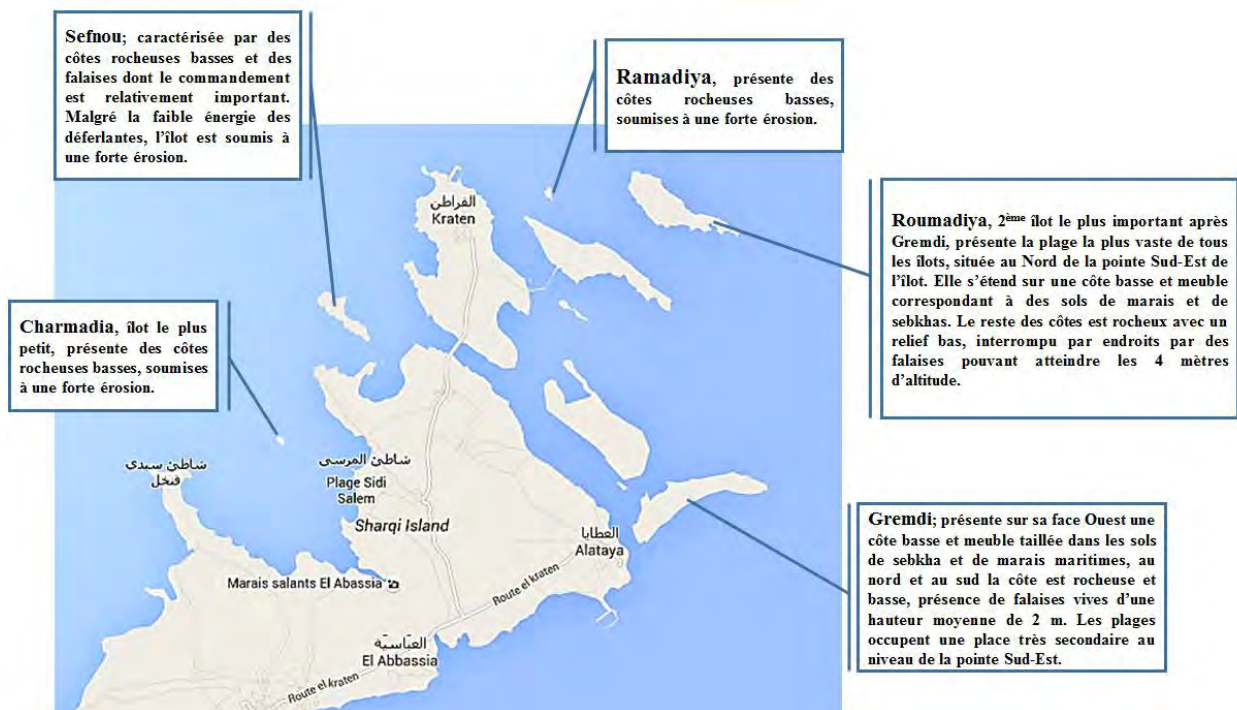 Sefnou; caractérisée par des
côtes rocheuses basses et des
falaises dont le commandement
est relativement important.
Malgré la faible énergie des
déferlantes, l'îlot est soumis à
une forte érosion.
Ramadiya, présente des
côtes rocheuses basses,
soumises à une forte érosion.
Roumadiya, 2ème îlot le plus important après
Gremdi, présente la plage la plus vaste de tous
les îlots, située au Nord de la pointe Sud-Est de
l'îlot. Elle s'étend sur une côte basse et meuble
correspondant à des sols de marais et de
sebkhas. Le reste des côtes est rocheux avec un
relief bas, interrompu par endroits par des
falaises pouvant atteindre les 4 mètres
d'altitude.
Charmadia, îlot le plus
petit, présente des côtes
rocheuses basses, soumises
à une forte érosion.
Gremdi; présente sur sa face Ouest une
côte basse et meuble taillée dans les sols
de sebkha et de marais maritimes, au
nord et au sud la côte est rocheuse et
basse, présence de falaises vives d'une
hauteur moyenne de 2 m. Les plages
occupent une place très secondaire au
niveau de la pointe Sud-Est.
القراطن
Kraten
شاطئ سيدي
فنخل
شاطئ المرسى
Plage Sidi
Salem
Sharqi Island
العطايا
Alataya
Marais salants El Abassia
Route el kraten
العبّاسيّة
El Abbassia
Route el kraten